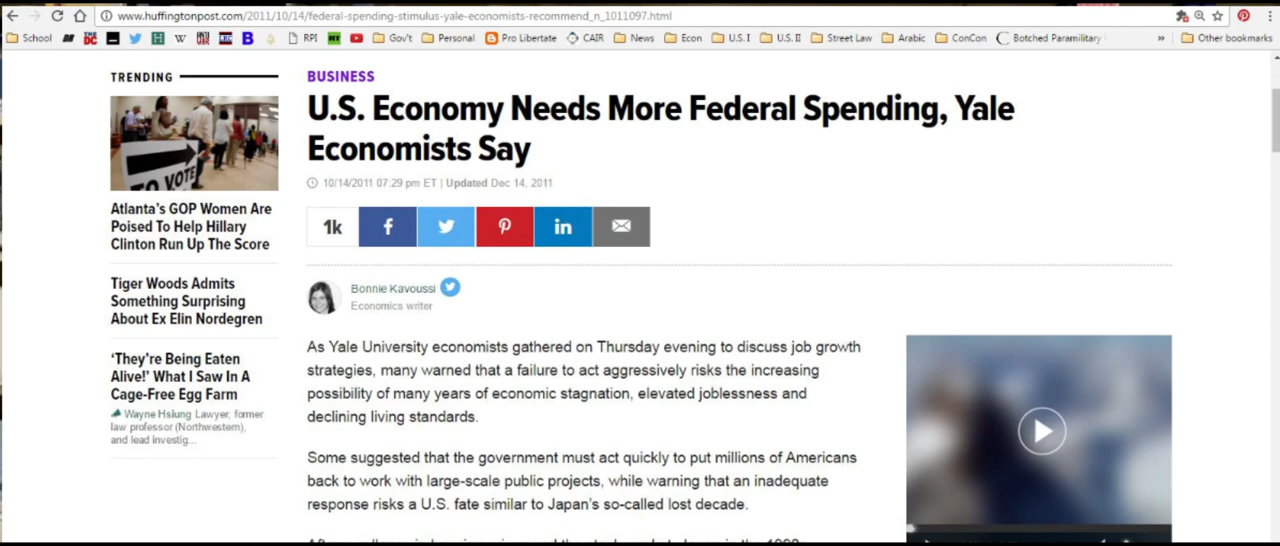 www.huffingtonpost.com/2011/10/14/federal-spending-stimulus-yale-economists-recommend_n_1011097.html
School THE DC W B RPI Gov't Personal Pro Libertate CAIR News Econ U.S. I U.S. II Street Law Arabic ConCon Botched Paramilitary » Other bookmarks
TRENDING
TO VOTE
Atlanta's GOP Women Are
Poised To Help Hillary
Clinton Run Up The Score
Tiger Woods Admits
Something Surprising
About Ex Elin Nordegren
'They're Being Eaten
Alive!' What I Saw In A
Cage-Free Egg Farm
Wayne Hsiung Lawyer, former
law professor (Northwestern),
and lead investig...
BUSINESS
U.S. Economy Needs More Federal Spending, Yale
Economists Say
10/14/2011 07:29 pm ET | Updated Dec 14, 2011
1k f in
Bonnie Kavoussi
Economics writer
As Yale University economists gathered on Thursday evening to discuss job growth
strategies, many warned that a failure to act aggressively risks the increasing
possibility of many years of economic stagnation, elevated joblessness and
declining living standards.
Some suggested that the government must act quickly to put millions of Americans
back to work with large-scale public projects, while warning that an inadequate
response risks a U.S. fate similar to Japan's so-called lost decade.